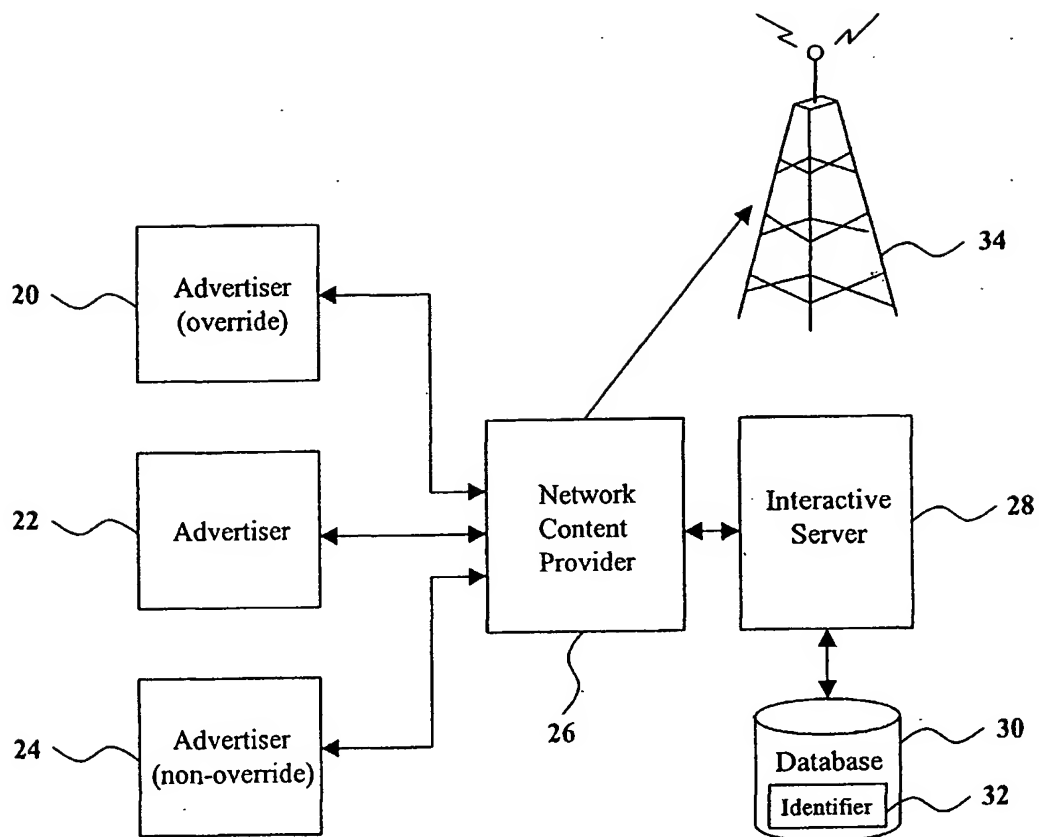 34
20
Advertiser
(override)
22
Advertiser
Network
Content
Provider
Interactive
Server
28
24
Advertiser
(non-override)
26
Database
30
Identifier
32